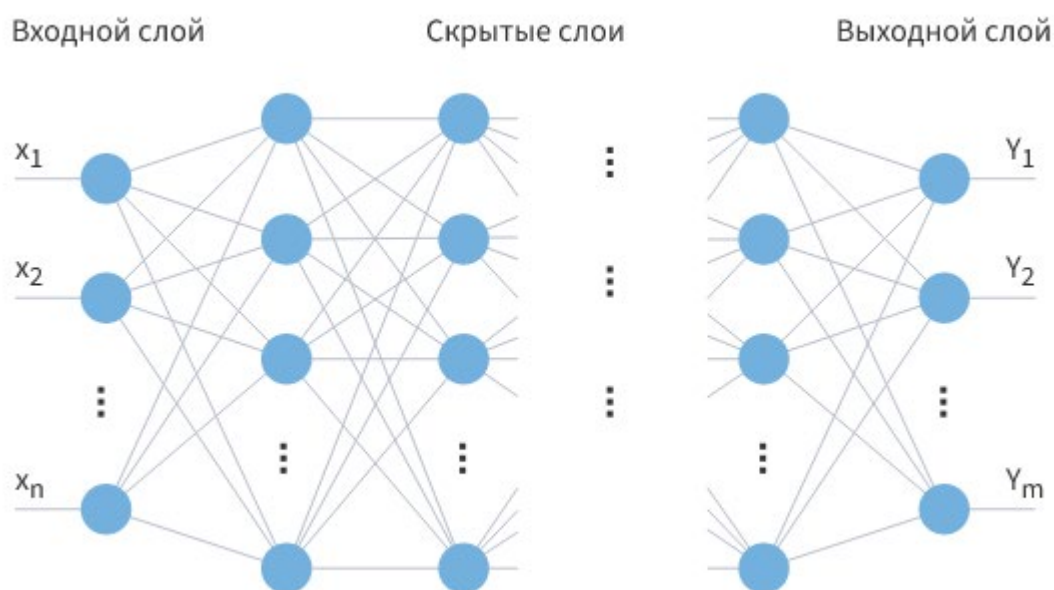 Входной слой
Скрытые слои
Выходной слой
x₁
Y₁
x₂
Y₂
xₙ
Yₘ